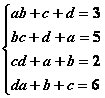 ab + c + d = 3
bc + d + a = 5
cd + a + b = 2
da + b + c = 6